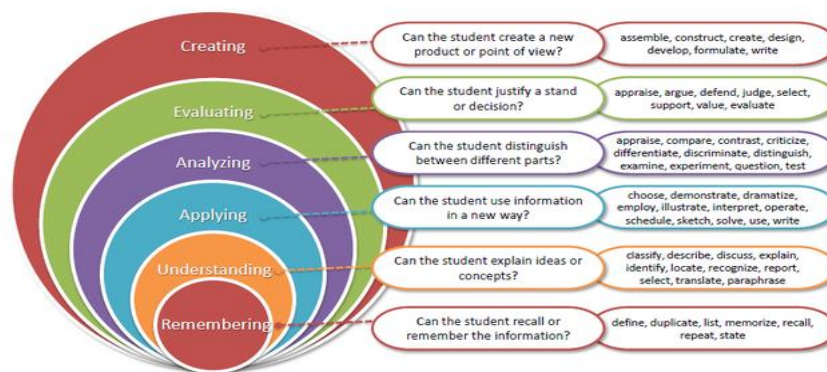 Creating
Can the student create a new
product or point of view?
assemble, construct, create, design,
develop, formulate, write
Evaluating
Can the student justify a stand
or decision?
appraise, argue, defend, judge, select,
support, value, evaluate
Analyzing
Can the student distinguish
between different parts?
appraise, compare, contrast, criticize,
differentiate, discriminate, distinguish,
examine, experiment, question, test
Applying
Can the student use information
in a new way?
choose, demonstrate, dramatize,
employ, illustrate, interpret, operate,
schedule, sketch, solve, use, write
Understanding
Can the student explain ideas or
concepts?
classify, describe, discuss, explain,
identify, locate, recognize, report,
select, translate, paraphrase
Remembering
Can the student recall or
remember the information?
define, duplicate, list, memorize, recall,
repeat, state